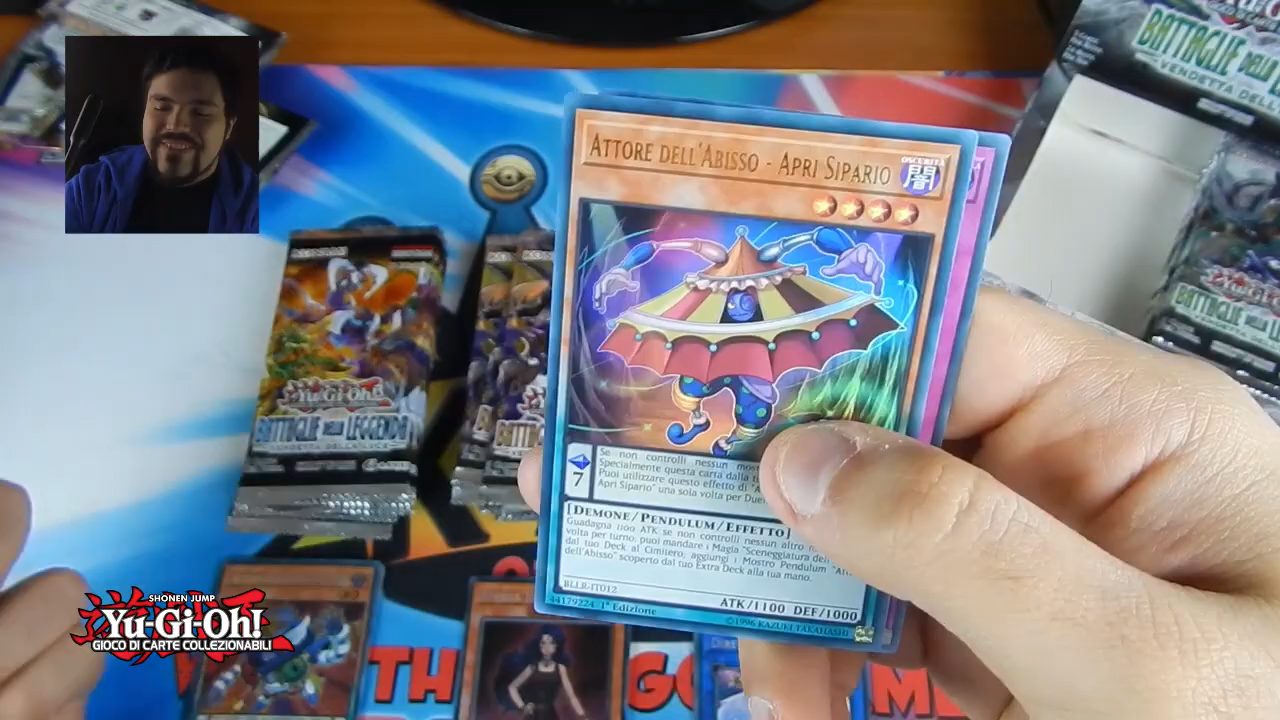 BATTAGLIE DELLA
VENDETTA DELL
ATTORE DELL'ABISSO - APRI SIPARIO
OSCURITÀ
闇
Yu-Gi-Oh!
BATTAGLIE DELLA LEGGENDA
BATTAGLIE DELLA
7
Se non controlli nessun
Specialmente questa carta dalla
Puoi utilizzare questo effetto di
Apri Sipario" una sola volta per
[DEMONE/PENDULUM/EFFETTO]
Guadagna 1100 ATK se non controlli nessun altro
volta per turno, puoi mandare 1 Magia "Sceneggiatura
dal tuo Deck al Cimitero; aggiungi 1 Mostro Pendulum
dell'Abisso" scoperto dal tuo Extra Deck alla tua mano.
BLLR-IT012
ATK/1100 DEF/1000
44179224 1ª Edizione
©1996 KAZUKI TAKAHASHI
SHONEN JUMP
Yu-Gi-Oh!
GIOCO DI CARTE COLLEZIONABILI
TH
G
ME